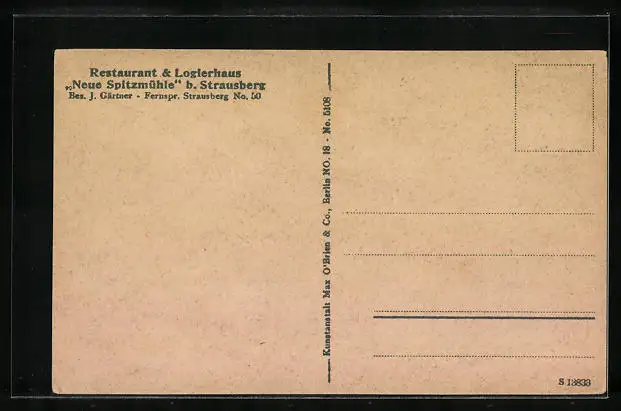 Restaurant & Logierhaus
„Neue Spitzmühle“ b. Strausberg
Bes. J. Gärtner - Fernspr. Strausberg No. 50
Kunstanstalt Max O'Brien & Co., Berlin NO. 18 - No. 5108
S 13833